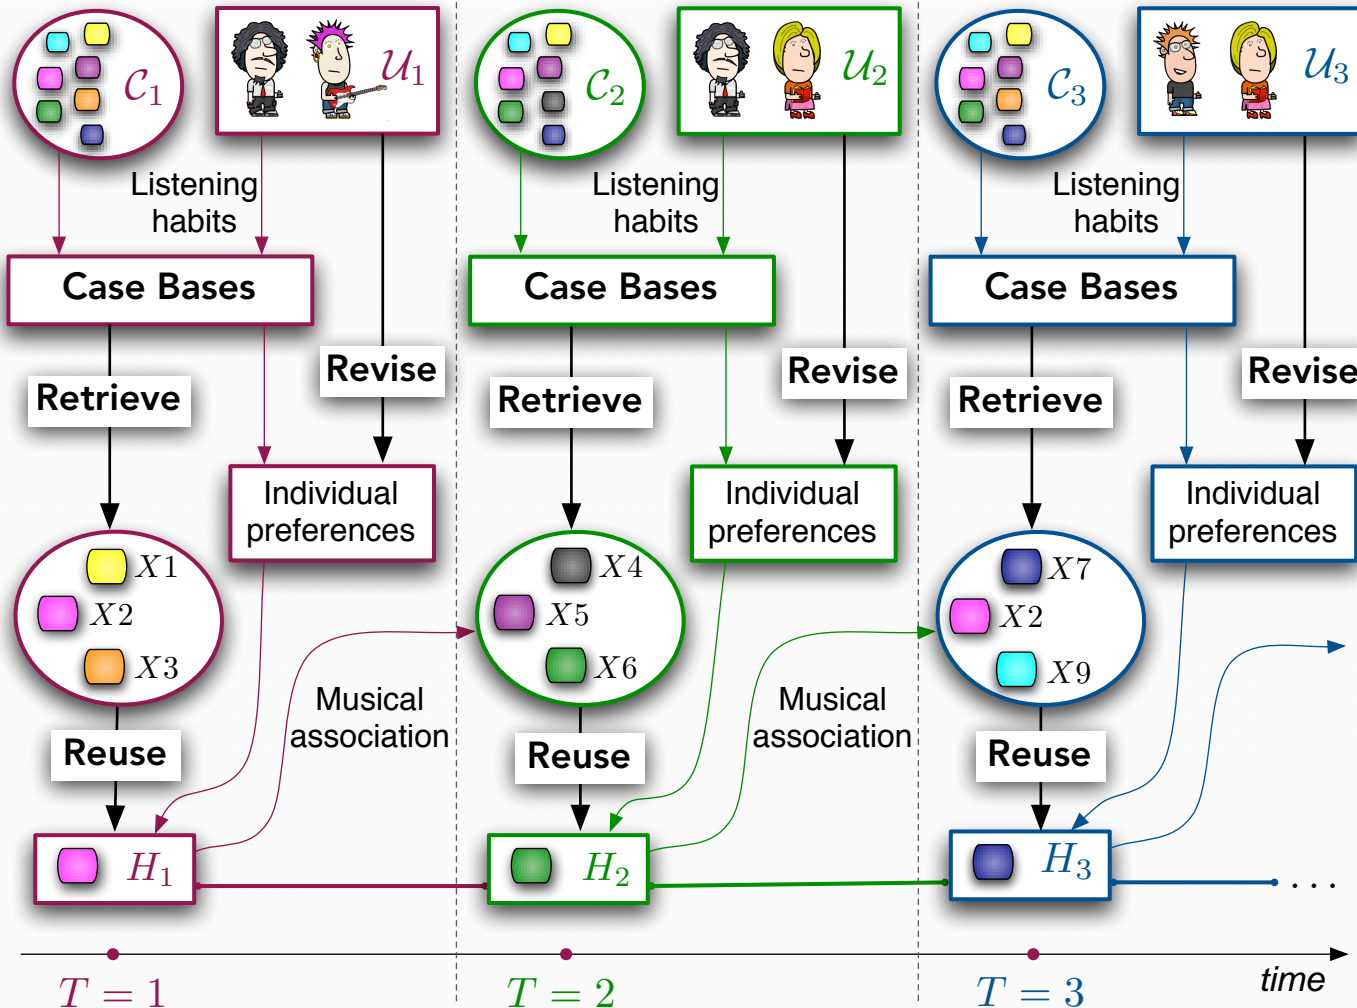 C₁
U₁
C₂
U₂
C₃
U₃
Listening
habits
Listening
habits
Listening
habits
Case Bases
Case Bases
Case Bases
Retrieve
Revise
Retrieve
Revise
Retrieve
Revise
Individual
preferences
Individual
preferences
Individual
preferences
X1
X2
X3
X4
X5
X6
X7
X2
X9
Reuse
Musical
association
Reuse
Musical
association
Reuse
H₁
H₂
H₃
...
T = 1
T = 2
T = 3
time